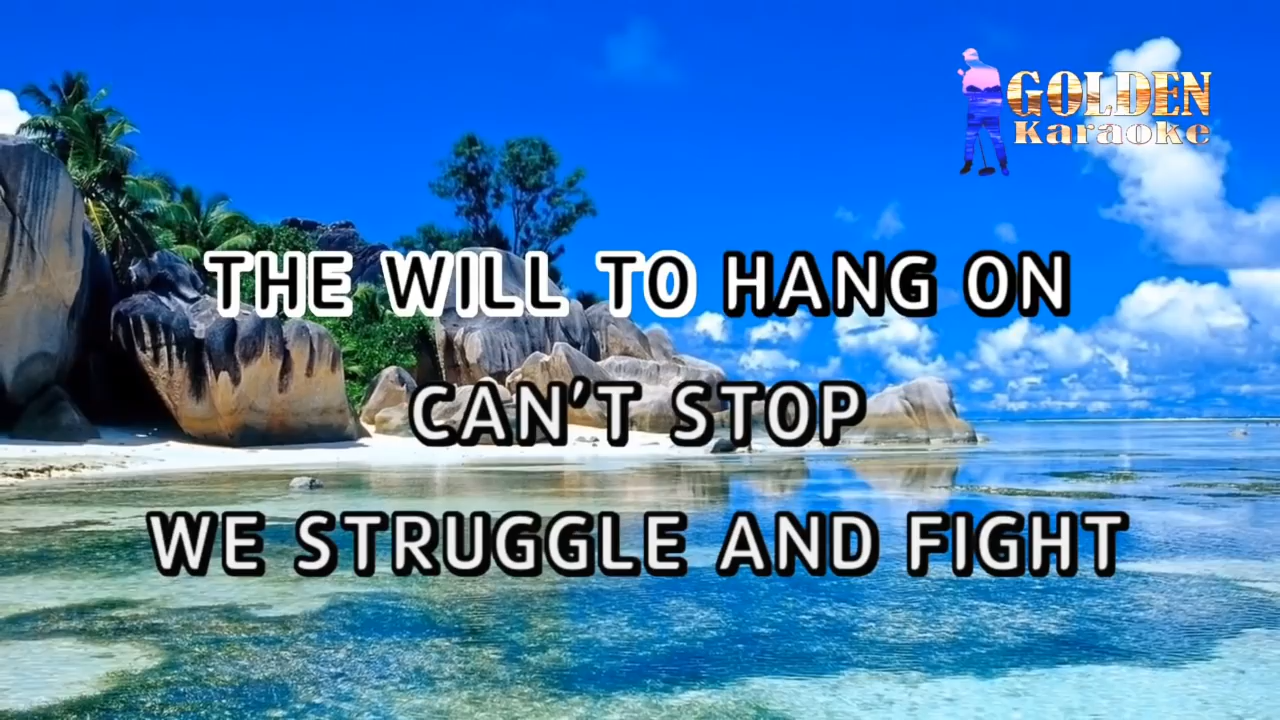 GOLDEN
Karaoke
THE WILL TO HANG ON
CAN'T STOP
WE STRUGGLE AND FIGHT